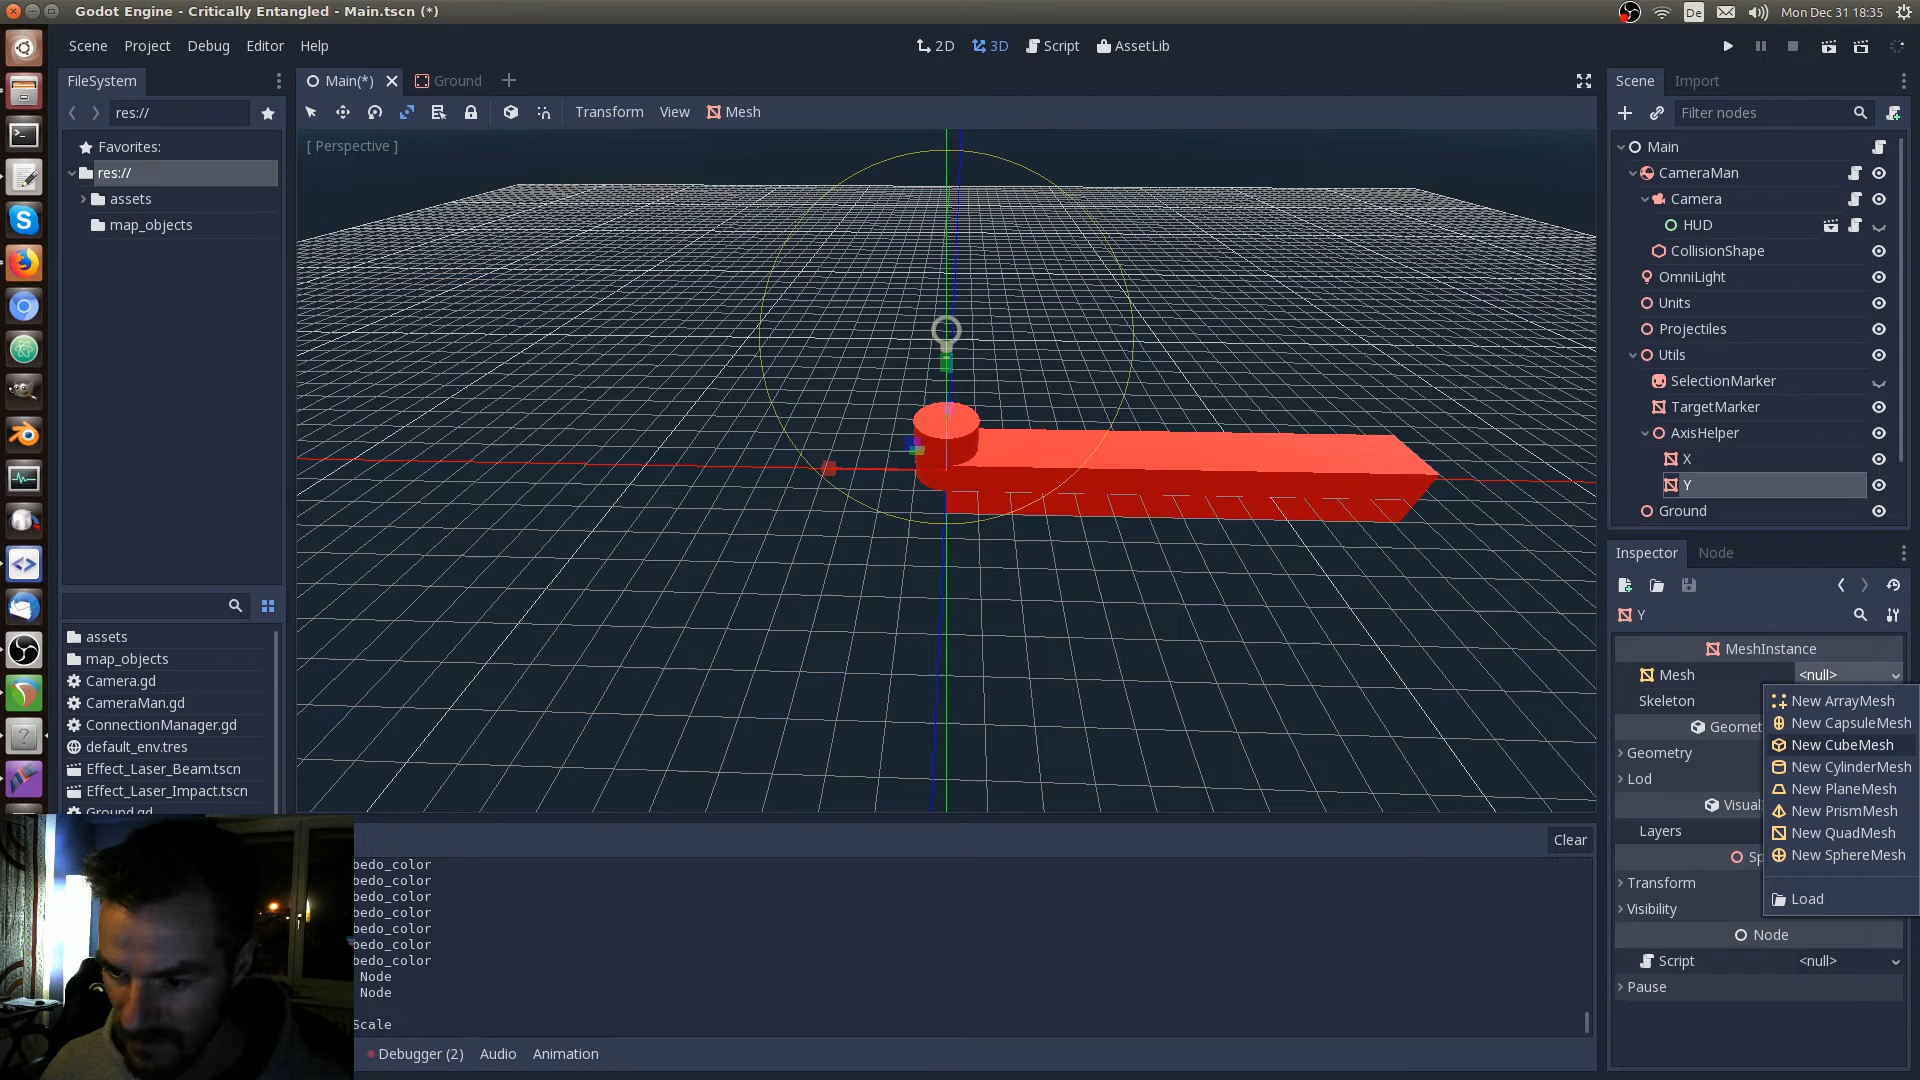 Godot Engine - Critically Entangled - Main.tscn (*)
De
Mon Dec 31 18:35
Scene Project Debug Editor Help
2D 3D Script AssetLib
FileSystem
Main(*) Ground
Scene Import
res://
Transform View Mesh
Filter nodes
[ Perspective ]
Favorites:
res://
assets
map_objects
Main
CameraMan
Camera
HUD
CollisionShape
OmniLight
Units
Projectiles
Utils
SelectionMarker
TargetMarker
AxisHelper
X
Y
Ground
Inspector Node
Y
MeshInstance
Mesh <null>
Skeleton
Geomet
Geometry
Lod
Visual
Layers
Sp
Transform
Visibility
Node
Script <null>
Pause
New ArrayMesh
New CapsuleMesh
New CubeMesh
New CylinderMesh
New PlaneMesh
New PrismMesh
New QuadMesh
New SphereMesh
Load
assets
map_objects
Camera.gd
CameraMan.gd
ConnectionManager.gd
default_env.tres
Effect_Laser_Beam.tscn
Effect_Laser_Impact.tscn
Ground.gd
Clear
bedo_color
bedo_color
bedo_color
bedo_color
bedo_color
bedo_color
bedo_color
Node
Node
Scale
Debugger (2) Audio Animation